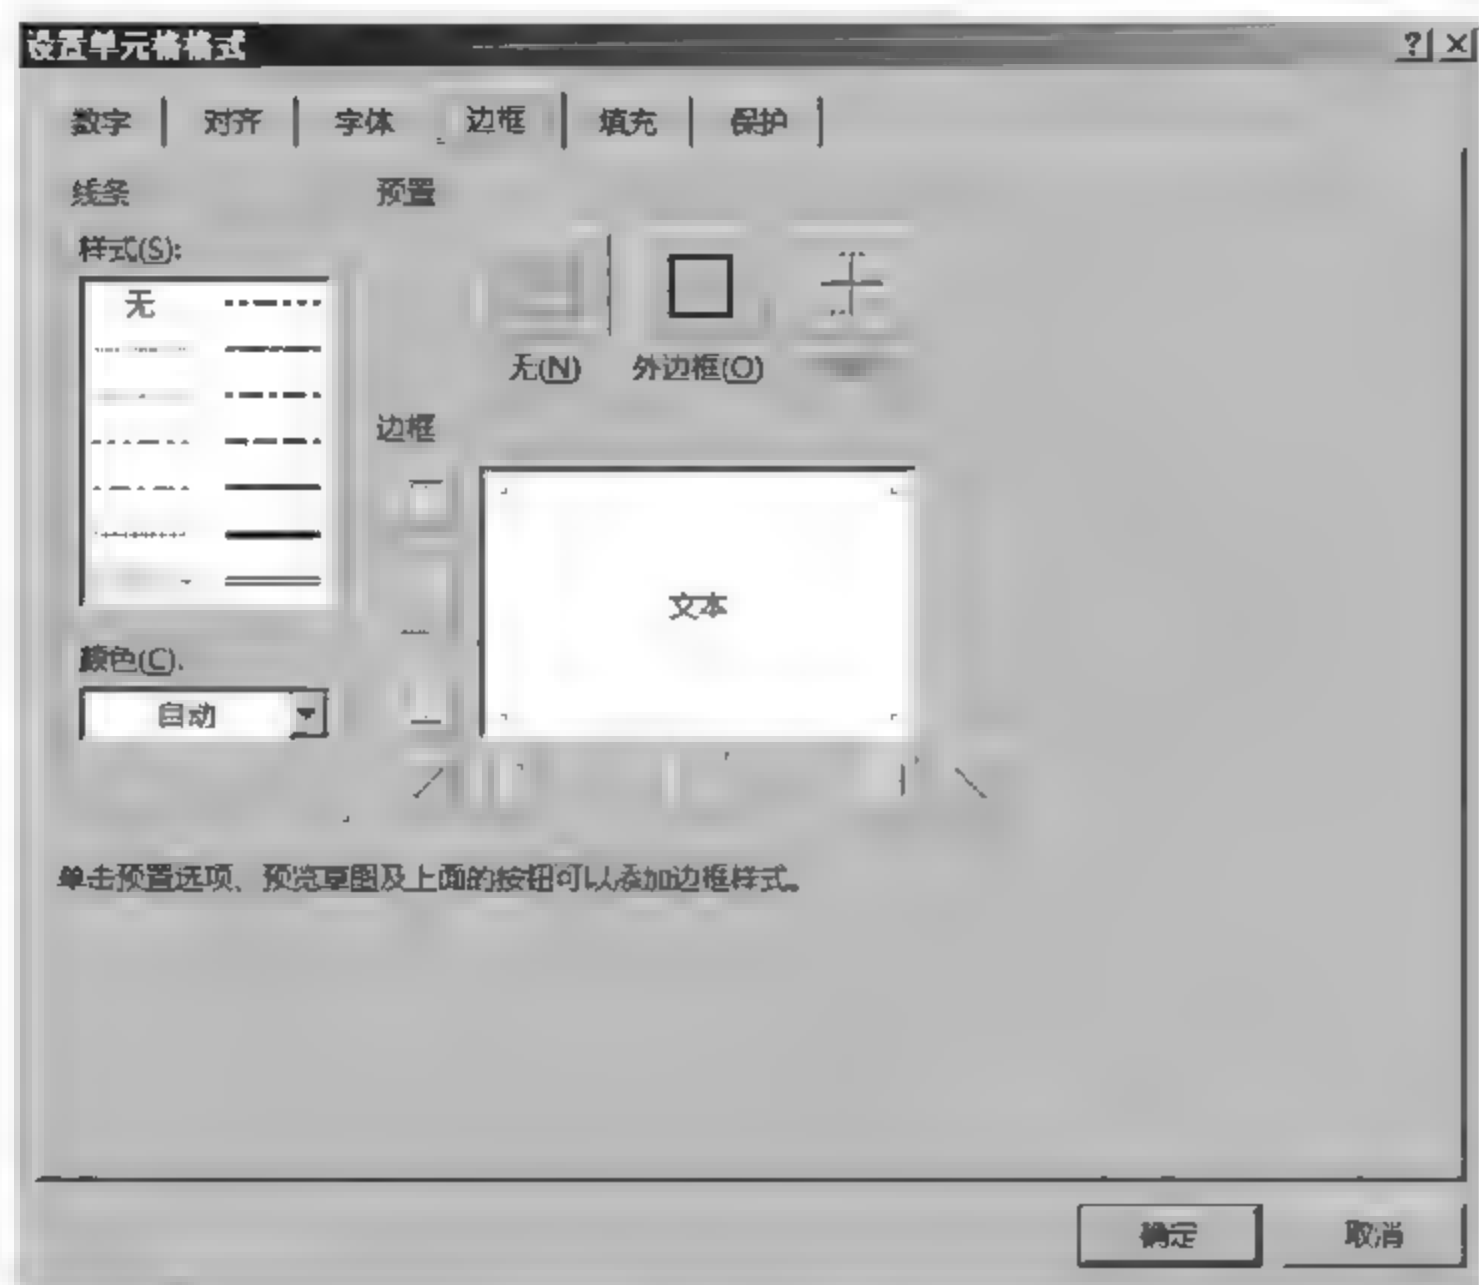 设置单元格格式
数字 对齐 字体 边框 填充 保护
线条 预置
样式(S):
无
无(N) 外边框(O)
边框
文本
颜色(C).
自动
单击预置选项、预览草图及上面的按钮可以添加边框样式。
确定 取消